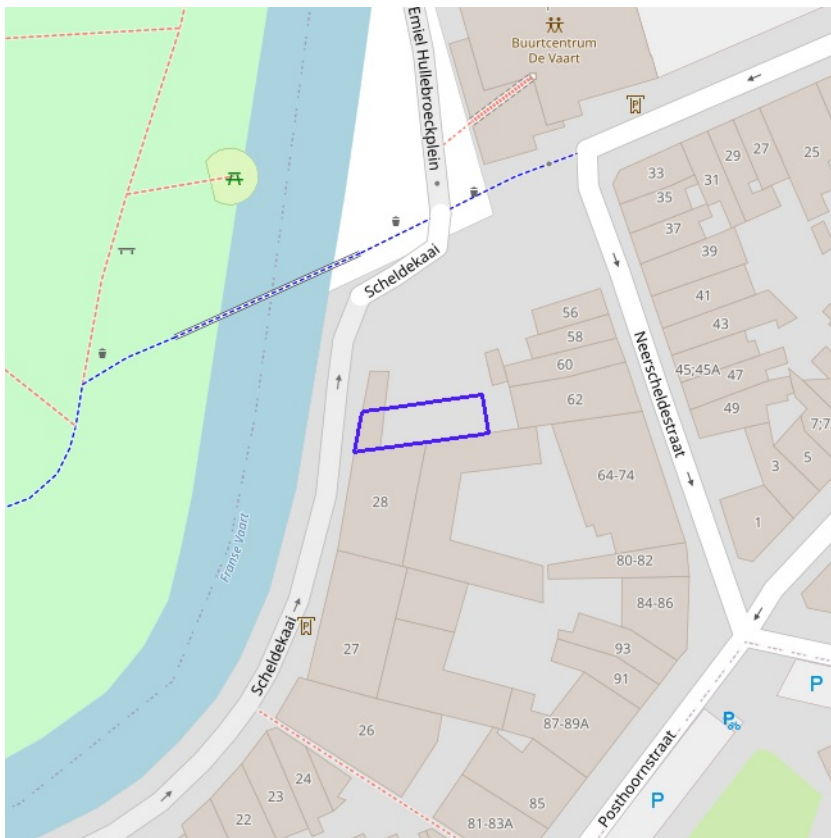 Emiel Hullebroeckplein
Buurtcentrum
De Vaart
P
33
35
37
39
41
43
45;45A
47
49
29
31
27
25
Scheldekaai
56
58
60
62
Neerscheldestraat
64-74
7;7
5
3
1
28
Franse Vaart
80-82
84-86
P
Scheldekaai
27
93
91
26
87-89A
P
P
P
Posthoornstraat
24
23
22
85
81-83A